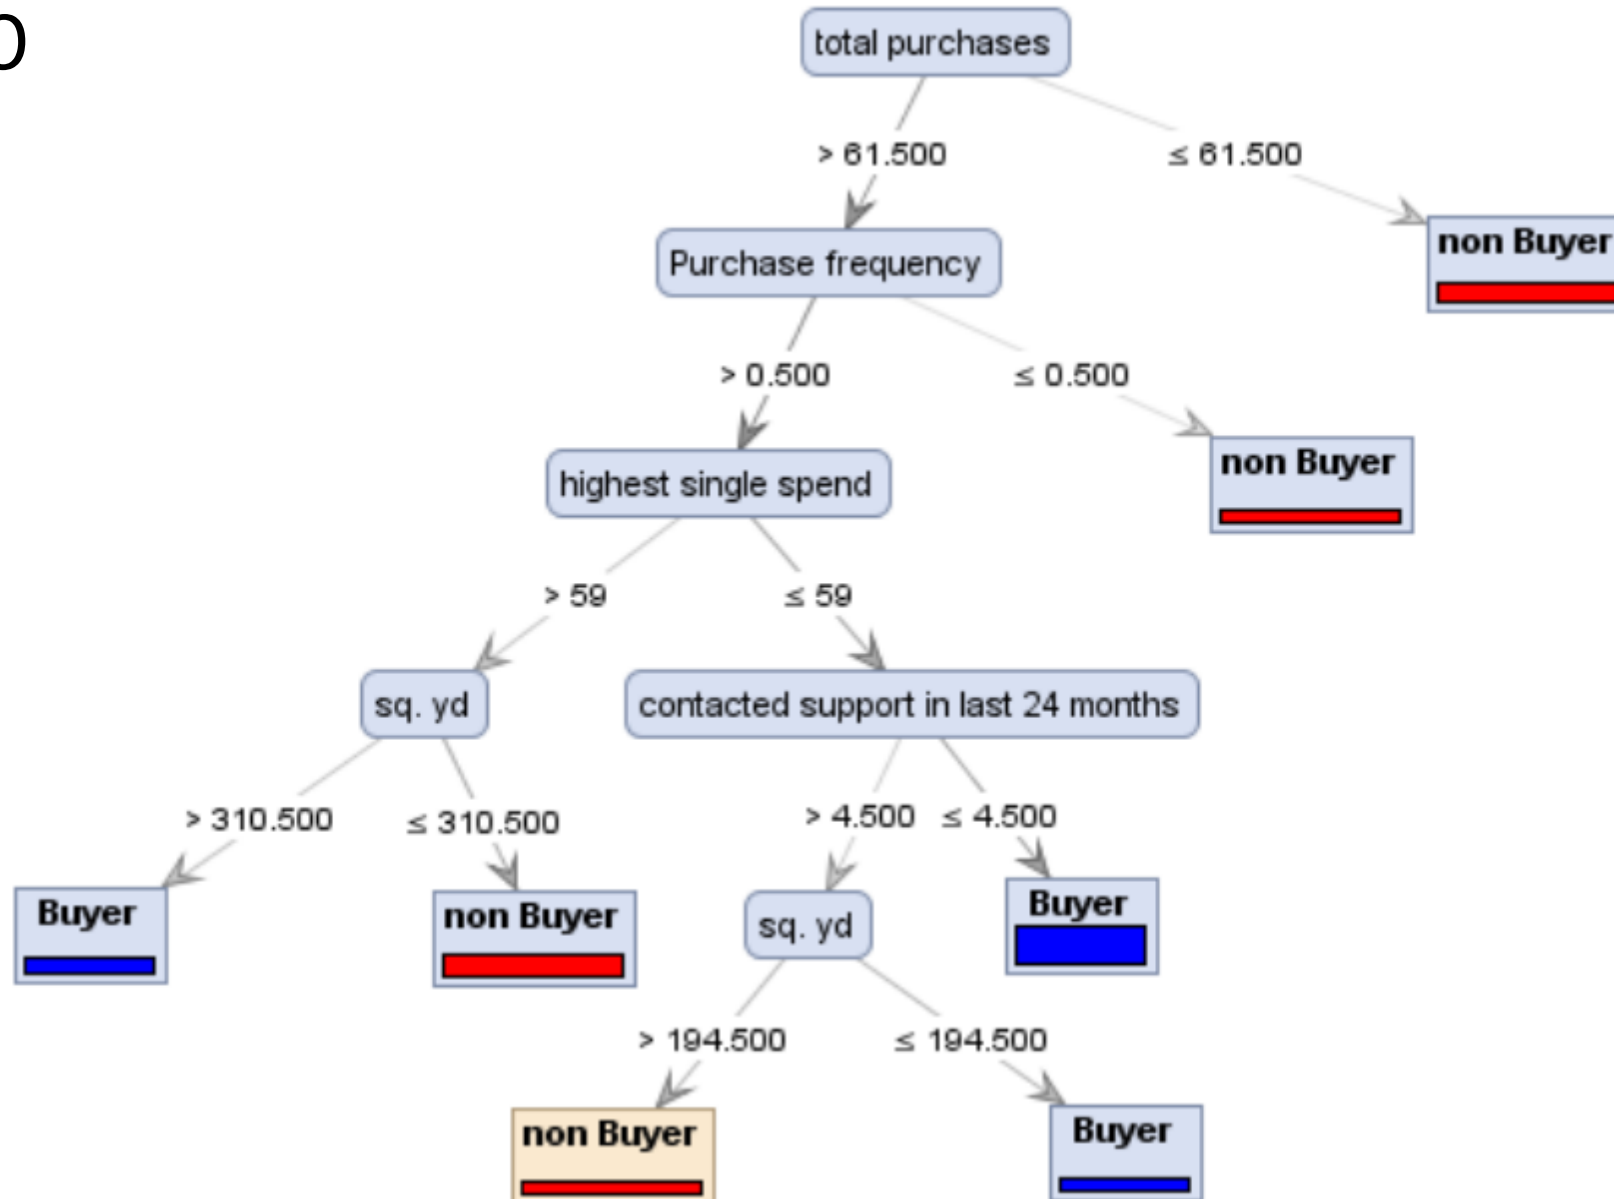 total purchases
> 61.500 ≤ 61.500
non Buyer
Purchase frequency
> 0.500 ≤ 0.500
non Buyer
highest single spend
> 59 ≤ 59
sq. yd contacted support in last 24 months
> 310.500 ≤ 310.500 > 4.500 ≤ 4.500
Buyer non Buyer sq. yd Buyer
> 194.500 ≤ 194.500
non Buyer Buyer